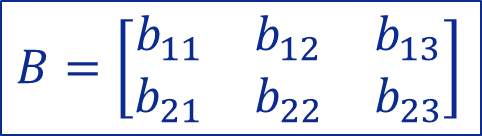 B = [b₁₁ b₁₂ b₁₃
b₂₁ b₂₂ b₂₃]